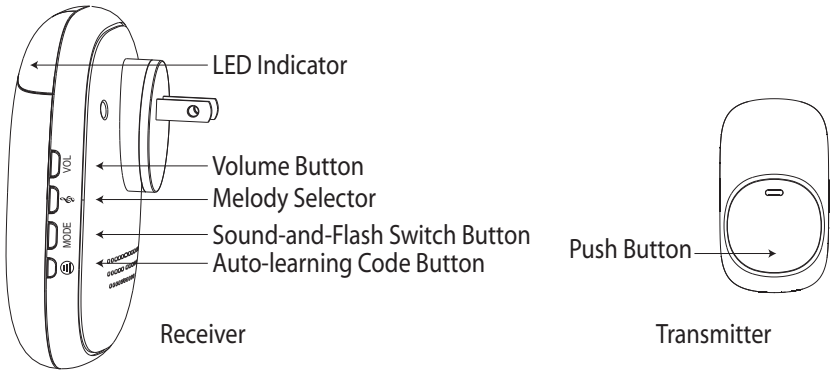 LED Indicator
VOL
Volume Button
Melody Selector
MODE
Sound-and-Flash Switch Button
Auto-learning Code Button
Push Button
Receiver
Transmitter